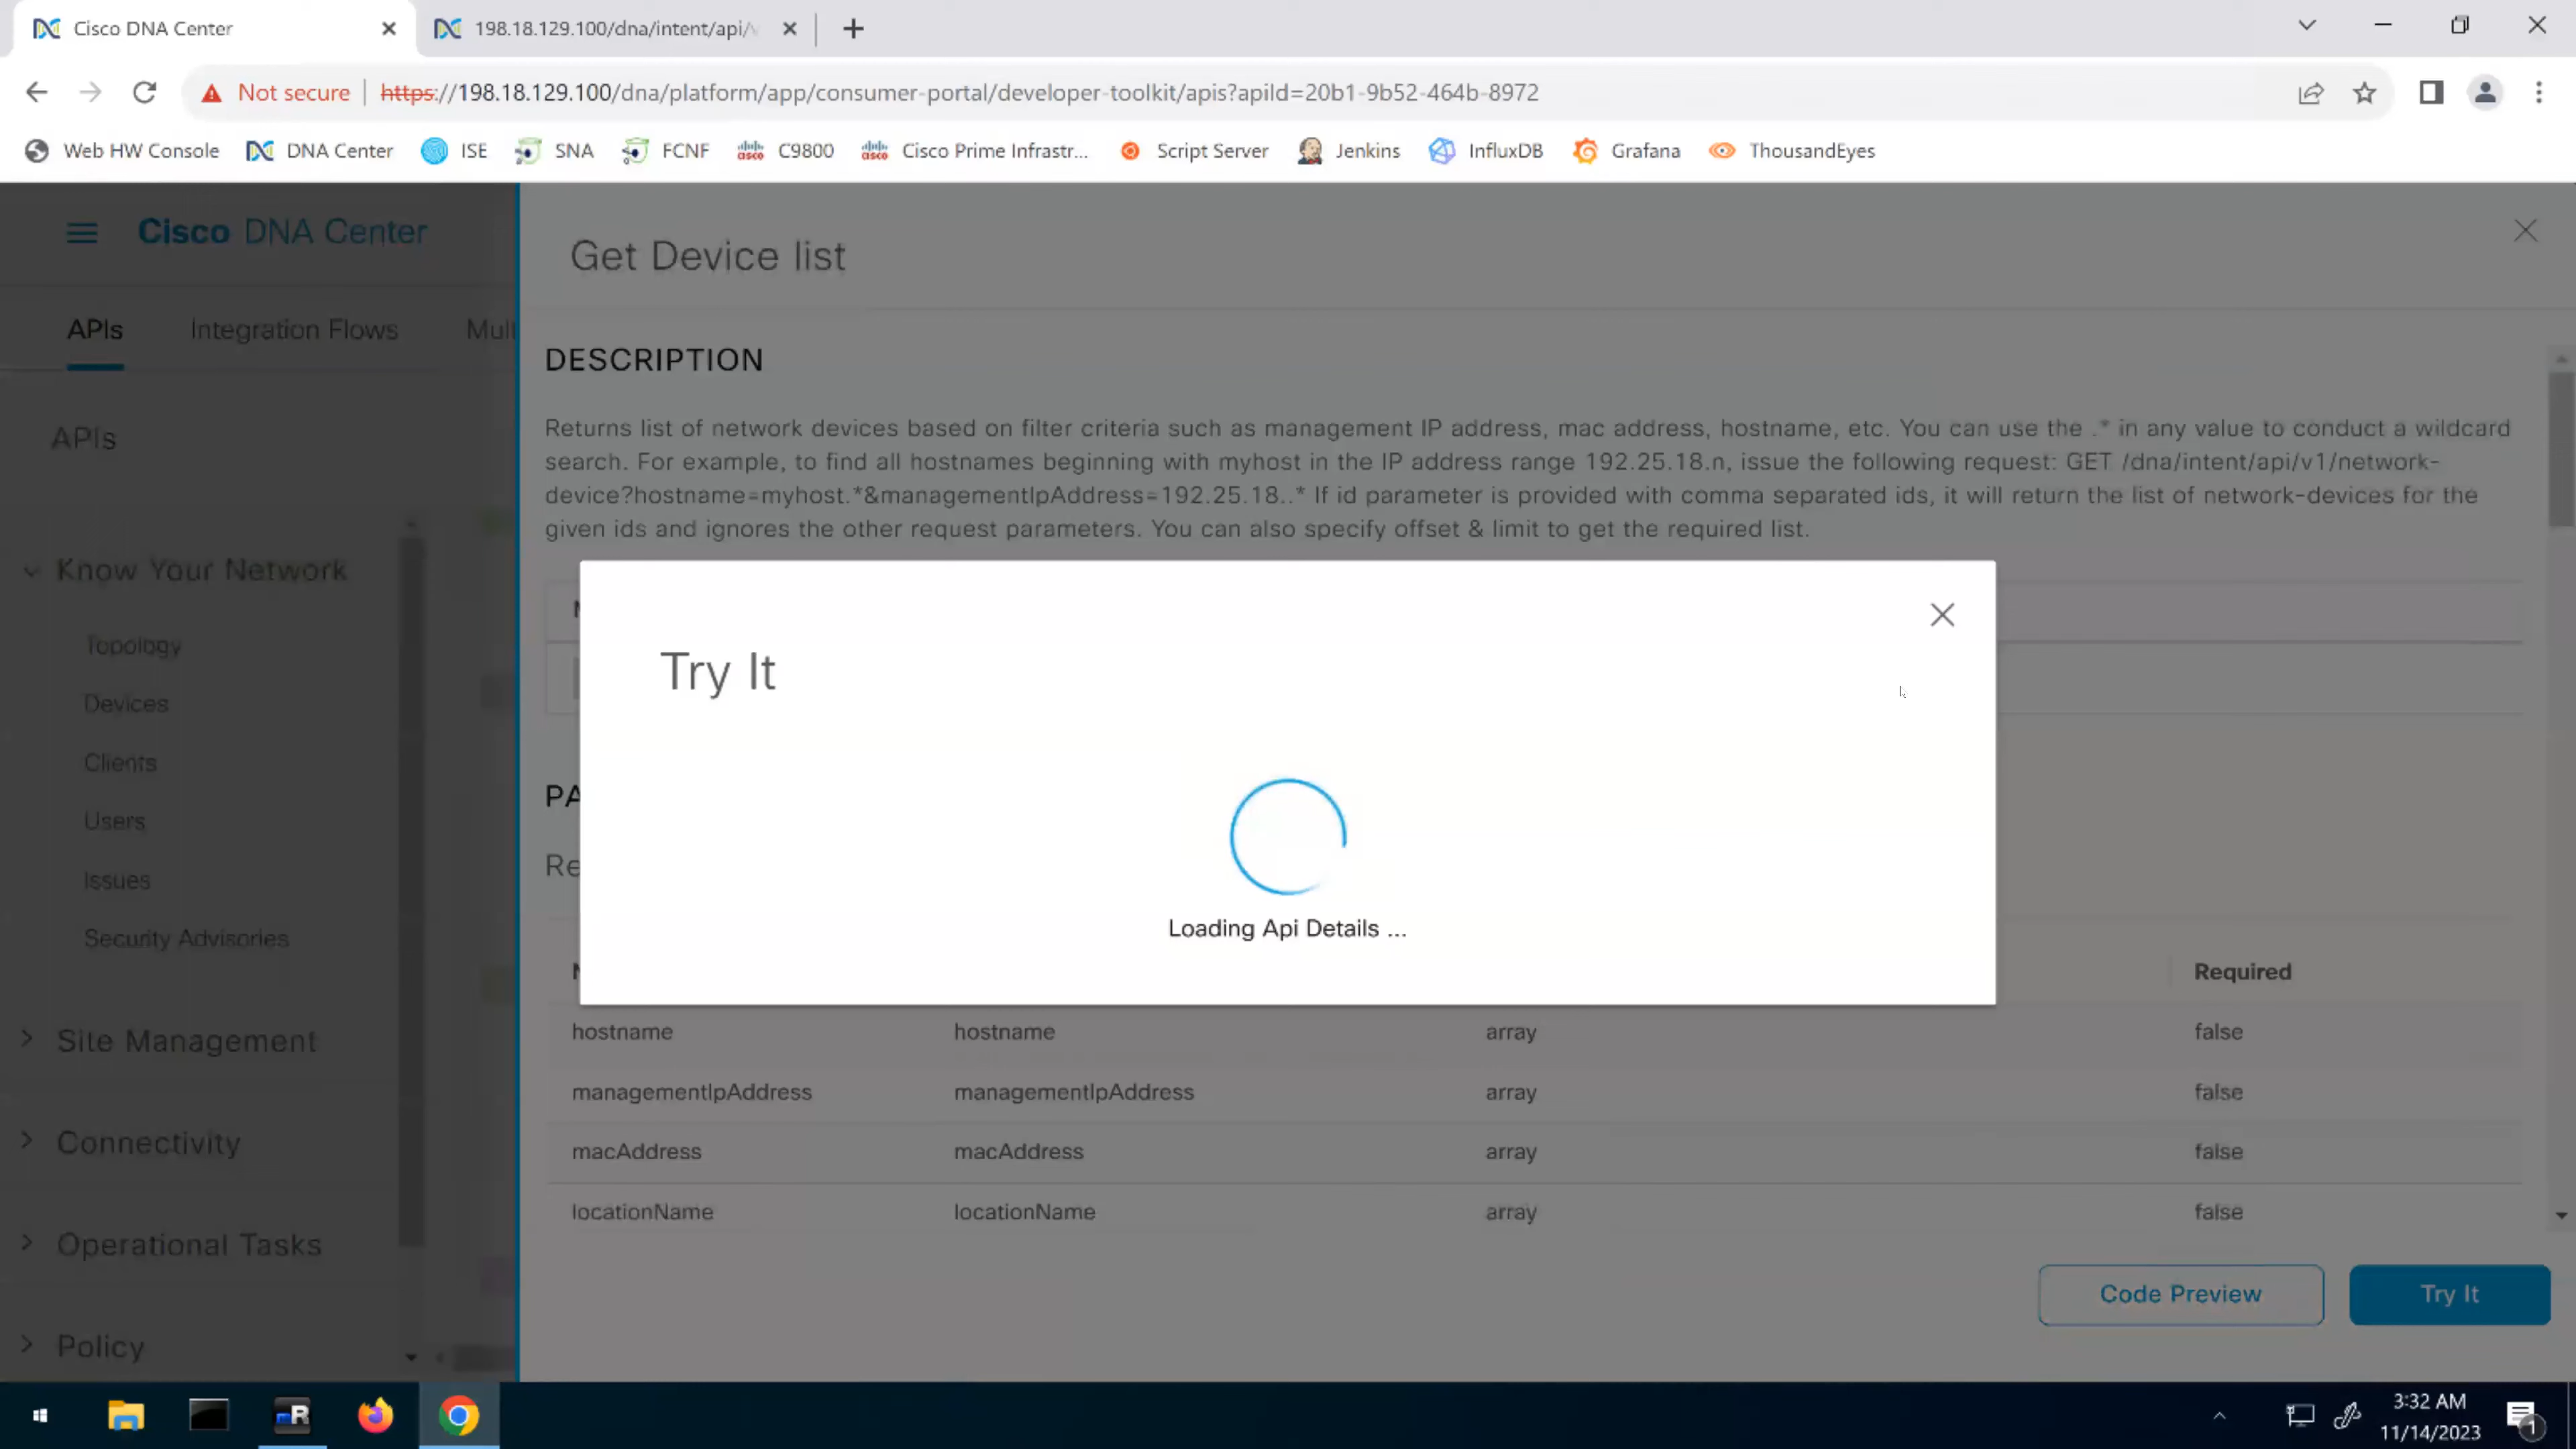 Cisco DNA Center
198.18.129.100/dna/intent/api/
Not secure
https://198.18.129.100/dna/platform/app/consumer-portal/developer-toolkit/apis?apiId=20b1-9b52-464b-8972
Web HW Console
DNA Center
ISE
SNA
FCNF
C9800
Cisco Prime Infrastr...
Script Server
Jenkins
InfluxDB
Grafana
ThousandEyes
Cisco DNA Center
Get Device list
APIs
Integration Flows
DESCRIPTION
APIs
Returns list of network devices based on filter criteria such as management IP address, mac address, hostname, etc. You can use the .* in any value to conduct a wildcard
search. For example, to find all hostnames beginning with myhost in the IP address range 192.25.18.n, issue the following request: GET /dna/intent/api/v1/network-
device?hostname=myhost.*&managementIpAddress=192.25.18..* If id parameter is provided with comma separated ids, it will return the list of network-devices for the
given ids and ignores the other request parameters. You can also specify offset & limit to get the required list.
Know Your Network
Topology
Devices
Clients
Users
Issues
Security Advisories
Site Management
Connectivity
Operational Tasks
Policy
Try It
Loading Api Details ...
Required
hostname hostname array false
managementIpAddress managementIpAddress array false
macAddress macAddress array false
locationName locationName array false
Code Preview
Try It
3:32 AM
11/14/2023
1